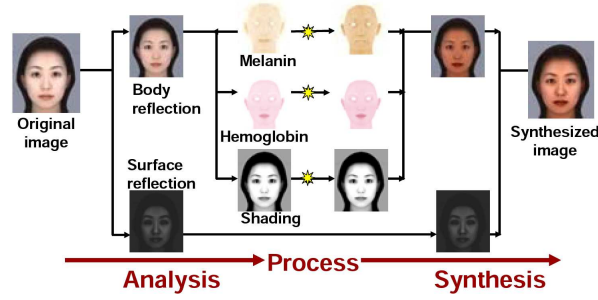 Original
image
Body
reflection
Surface
reflection
Melanin
Hemoglobin
Shading
Synthesized
image
Analysis
Process
Synthesis